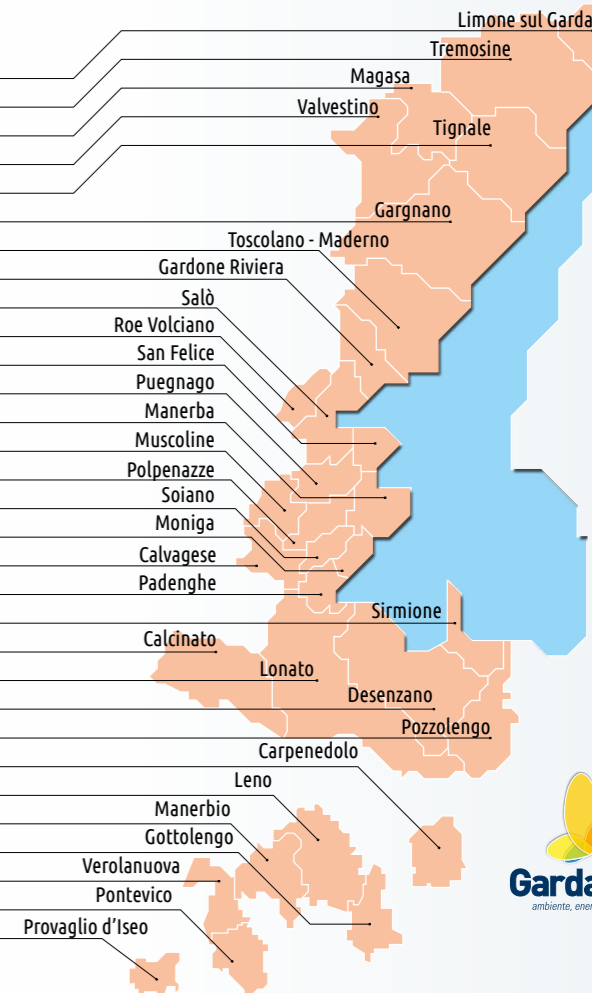 Limone sul Garda
Tremosine
Magasa
Valvestino
Tignale
Gargnano
Toscolano - Maderno
Gardone Riviera
Salò
Roe Volciano
San Felice
Puegnago
Manerba
Muscoline
Polpenazze
Soiano
Moniga
Calvagese
Padenghe
Sirmione
Calcinato
Lonato
Desenzano
Pozzolengo
Carpenedolo
Leno
Manerbio
Gottolengo
Verolanuova
Pontevico
Provaglio d'Iseo
Garda
ambiente, ener